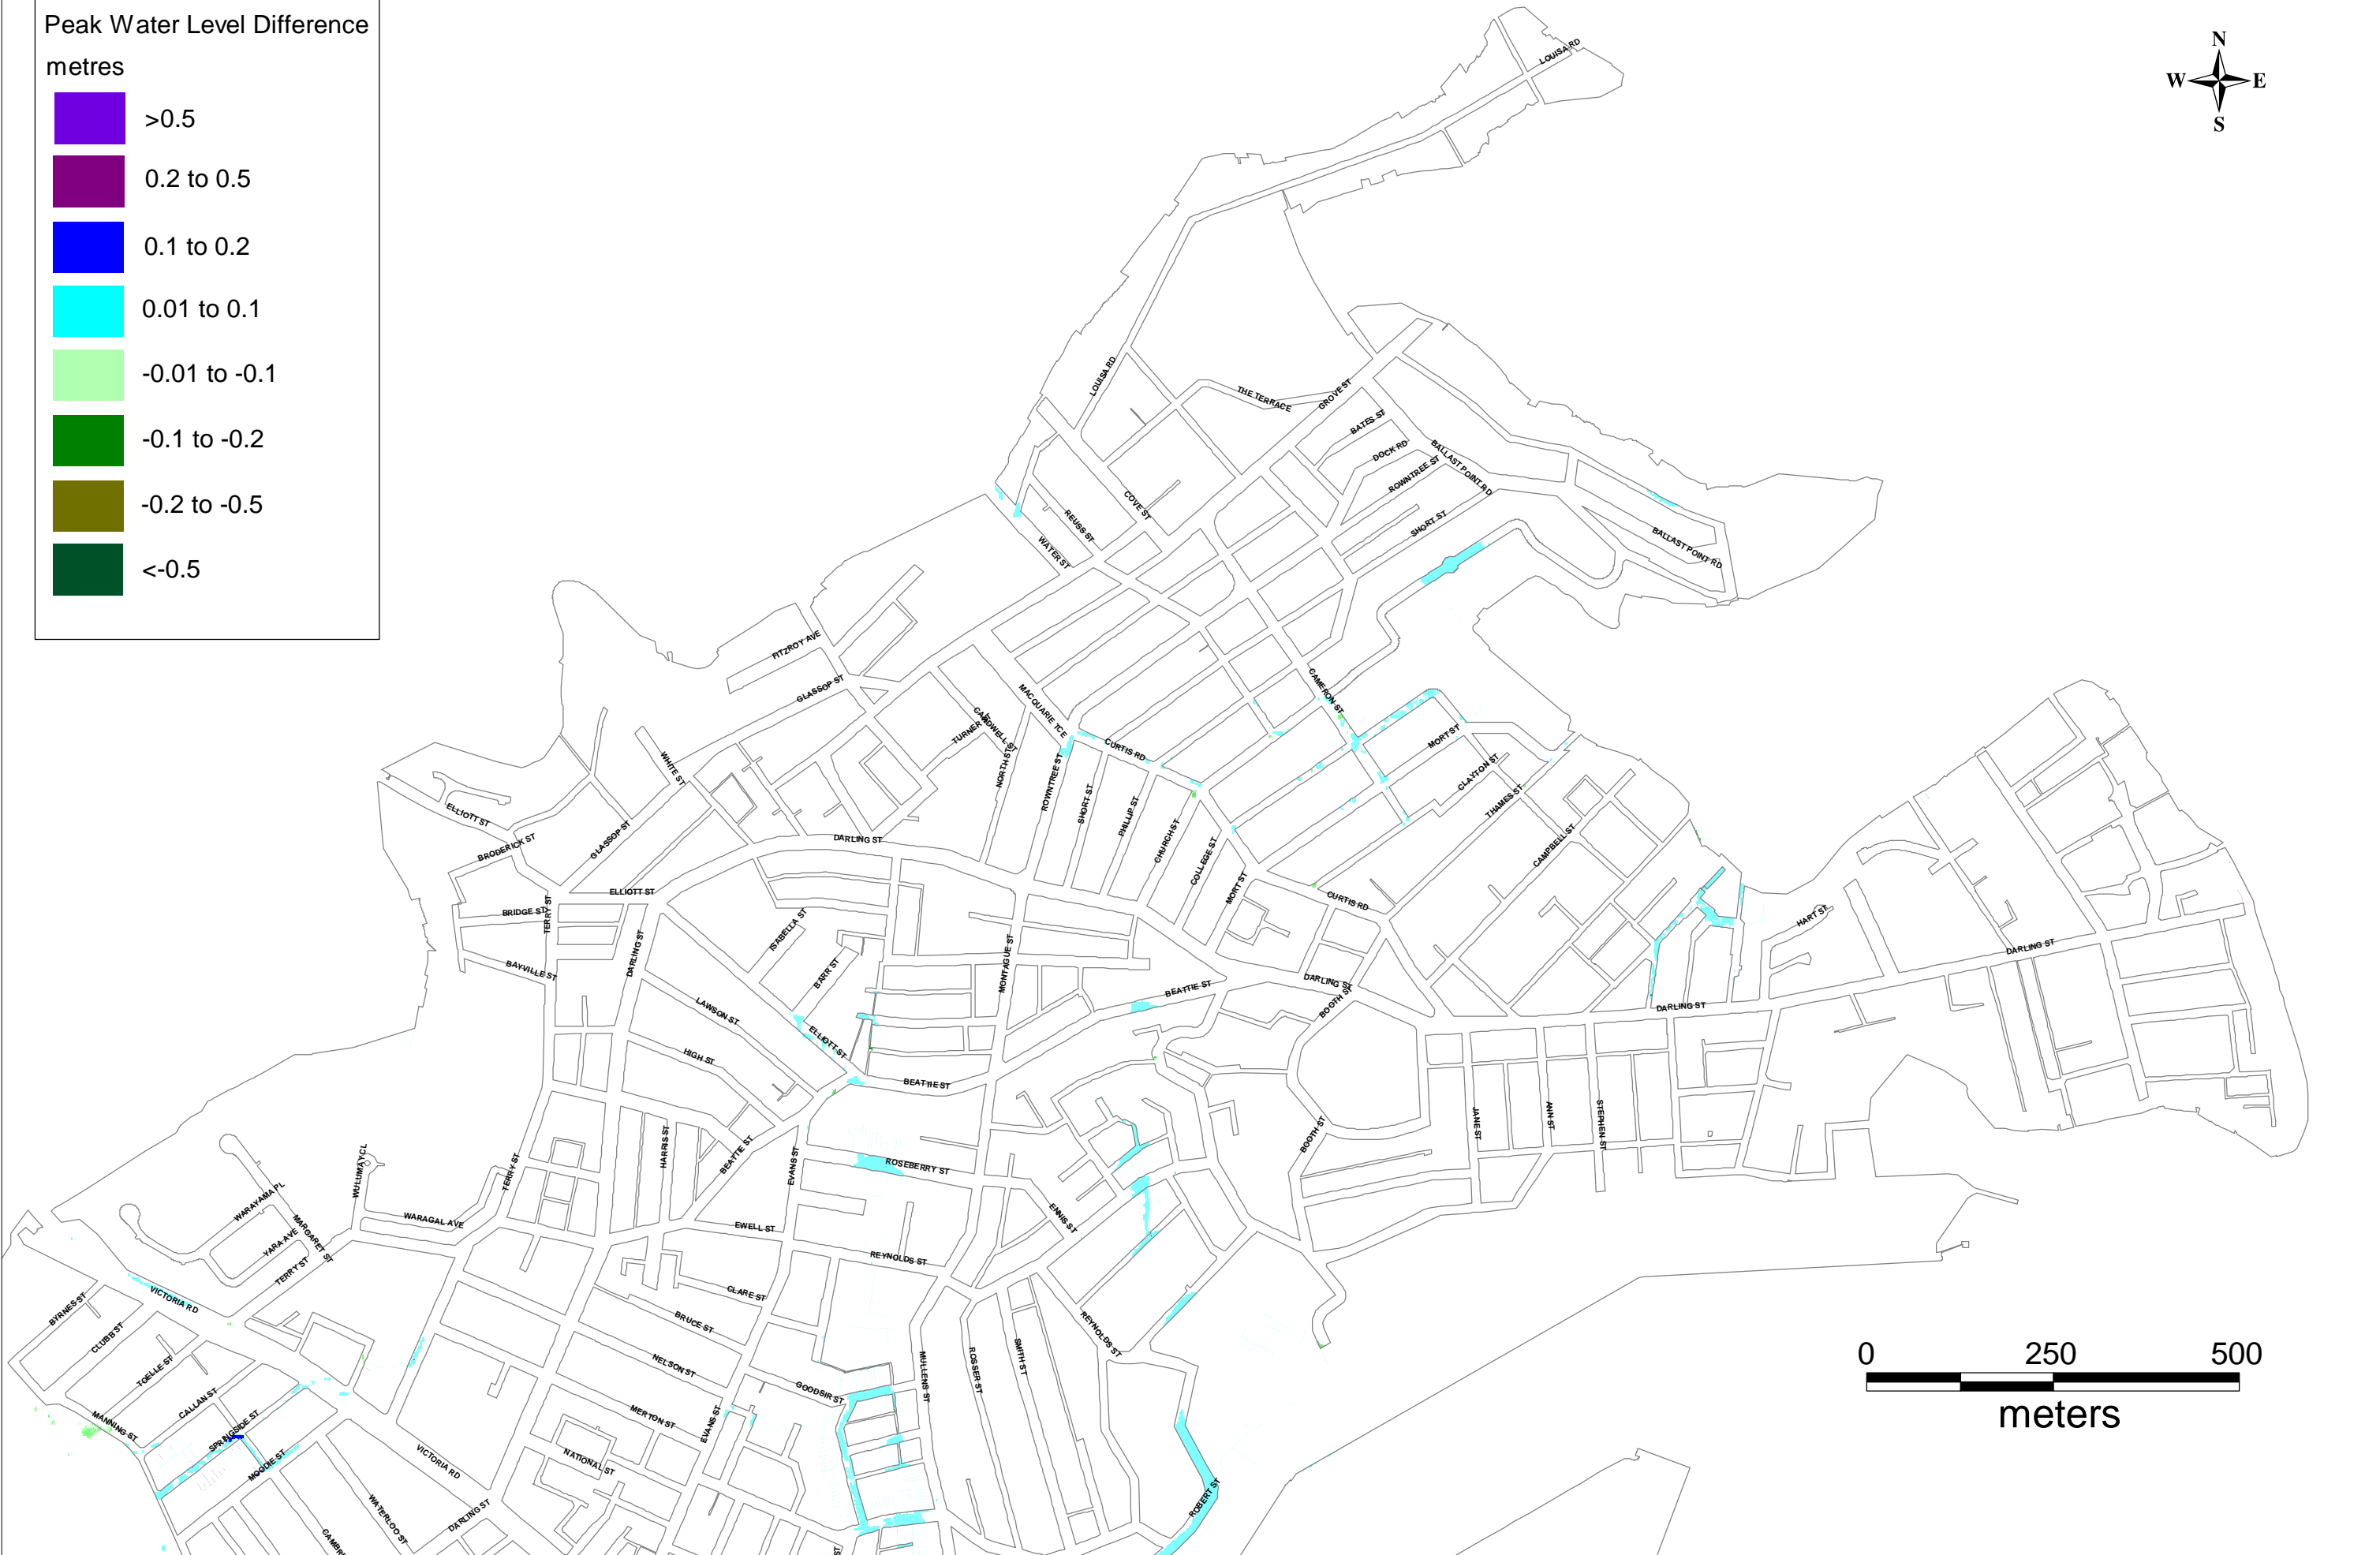 Peak Water Level Difference
metres
>0.5
0.2 to 0.5
0.1 to 0.2
0.01 to 0.1
-0.01 to -0.1
-0.1 to -0.2
-0.2 to -0.5
<-0.5
N
W E
S
LOUISA RD
LOUISA RD
THE TERRACE
GROVE ST
BATES ST
DOCK RD
BALLAST POINT RD
ROWNTREE ST
SHORT ST
COVE ST
REUSS ST
WATER ST
BALLAST POINT RD
FITZROY AVE
GLASSOP ST
MACQUARIE TCE
CARDWELL ST
TURNER
CAMERON ST
CURTIS RD
NORTH ST
ROWNTREE ST
SHORT ST
PHILLIP ST
CHURCH ST
COLLEGE ST
MORT ST
MORT ST
CLAYTON ST
THAMES ST
CAMPBELL ST
WHITE ST
ELLIOTT ST
BRODERICK ST
GLASSOP ST
DARLING ST
ELLIOTT ST
BRIDGE ST
TERRY ST
BAYVILLE ST
DARLING ST
ISABELLA ST
BARR ST
LAWSON ST
ELLIOTT ST
HIGH ST
MONTAGUE ST
BEATTIE ST
BEATTIE ST
CURTIS RD
DARLING ST
BOOTH ST
HART ST
DARLING ST
DARLING ST
BOOTH ST
JANE ST
ANN ST
STEPHEN ST
HARRIS ST
BEATTIE ST
EVANS ST
ROSEBERRY ST
ENNIS ST
EWELL ST
REYNOLDS ST
TERRY ST
WULUMAY CL
WARAYAMA PL
MARGARET ST
YARA AVE
WARAGAL AVE
TERRY ST
VICTORIA RD
BYRNES ST
CLUBB ST
TOELLE ST
CALLAN ST
MANNING ST
SPRINGSIDE ST
MOODIE ST
CLARE ST
BRUCE ST
NELSON ST
MERTON ST
NATIONAL ST
EVANS ST
GOODSIR ST
MULLENS ST
ROSSER ST
SMITH ST
REYNOLDS ST
ROBERT ST
VICTORIA RD
WATERLOO ST
DARLING ST
0 250 500
meters